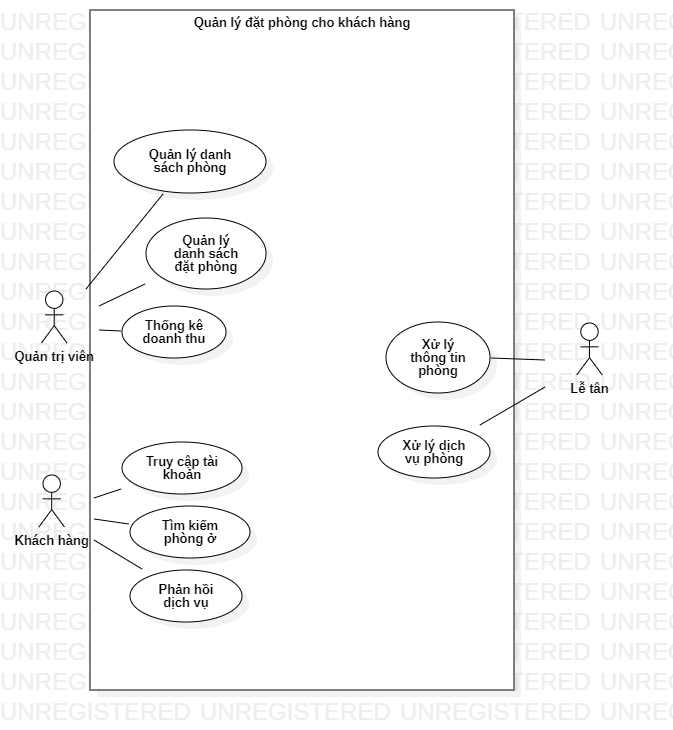 Quản lý đặt phòng cho khách hàng
Quản lý danh
sách phòng
Quản lý
danh sách
đặt phòng
Thống kê
doanh thu
Quản trị viên
Xử lý
thông tin
phòng
Lễ tân
Xử lý dịch
vụ phòng
Truy cập tài
khoản
Tìm kiếm
phòng ở
Khách hàng
Phản hồi
dịch vụ
UNREGISTERED UNREGISTERED UNREGISTERED UNREG